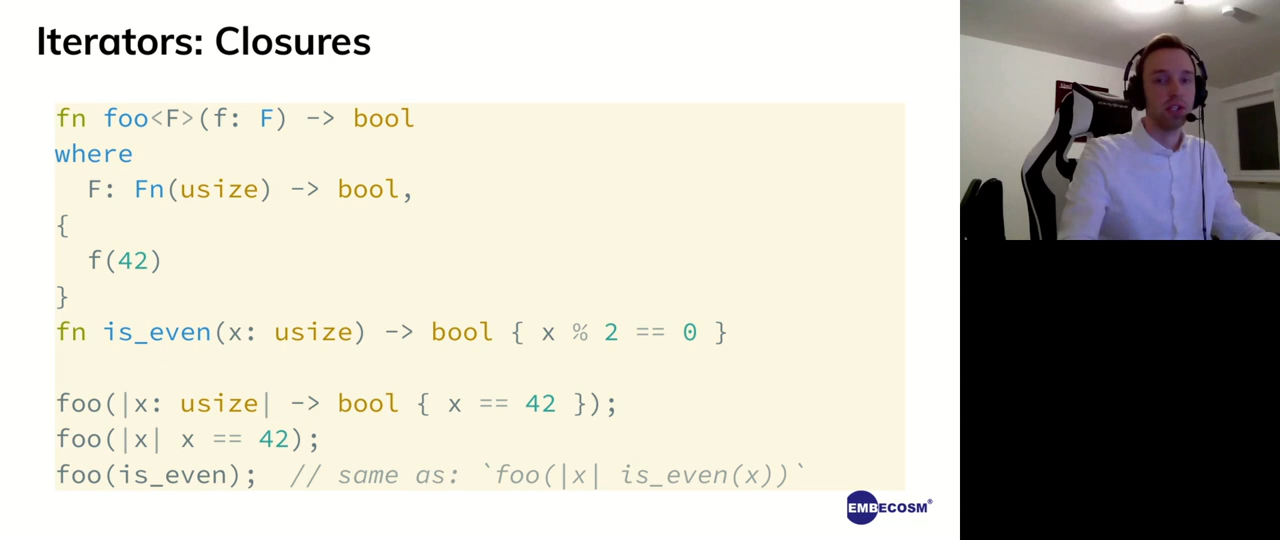 Iterators: Closures
fn foo<F>(f: F) -> bool
where
  F: Fn(usize) -> bool,
{
  f(42)
}
fn is_even(x: usize) -> bool { x % 2 == 0 }
foo(|x: usize| -> bool { x == 42 });
foo(|x| x == 42);
foo(is_even);  // same as: `foo(|x| is_even(x))`
EMBECOSM®